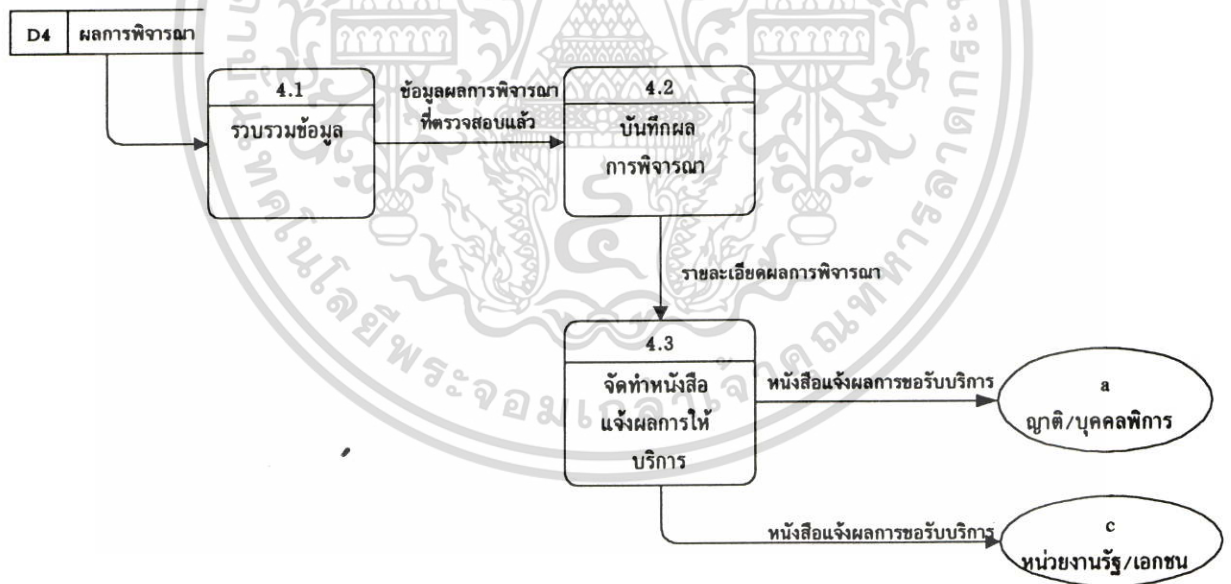 D4 ผลการพิจารณา
4.1
รวบรวมข้อมูล
ข้อมูลผลการพิจารณา
ที่ตรวจสอบแล้ว
4.2
บันทึกผล
การพิจารณา
รายละเอียดผลการพิจารณา
4.3
จัดทำหนังสือ
แจ้งผลการให้
บริการ
หนังสือแจ้งผลการขอรับบริการ
a
ญาติ/บุคคลพิการ
หนังสือแจ้งผลการขอรับบริการ
c
หน่วยงานรัฐ/เอกชน